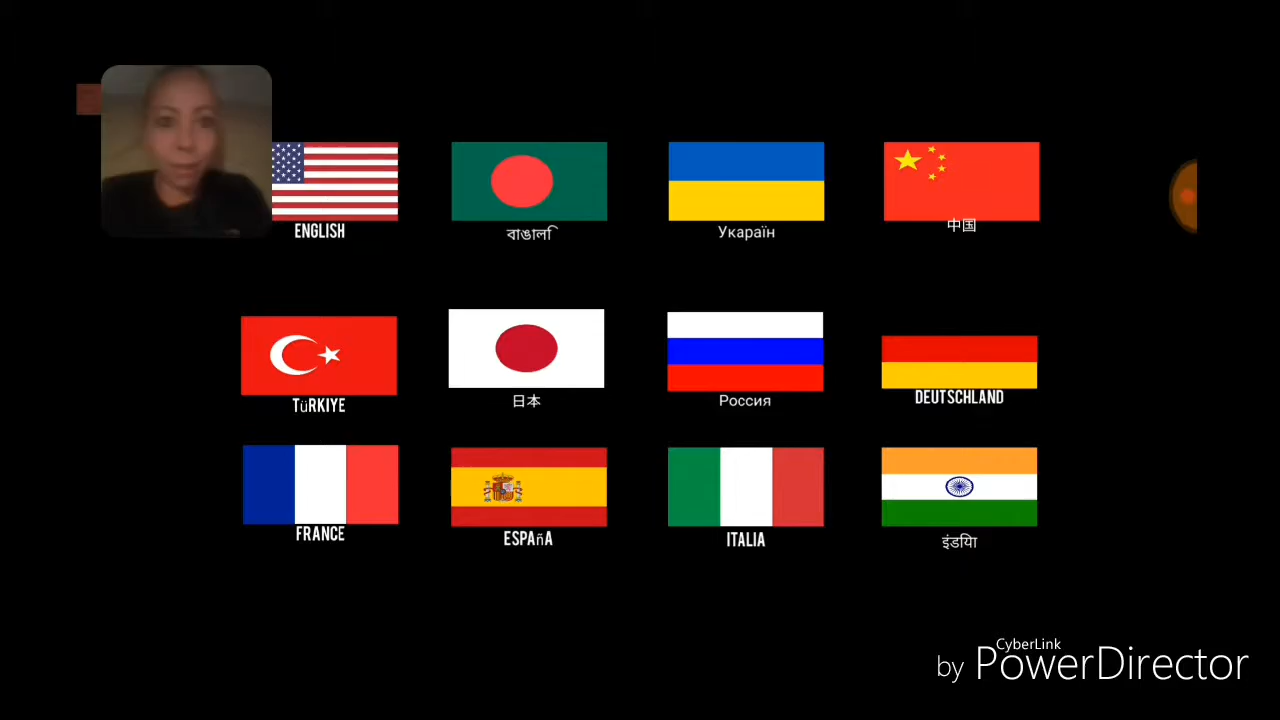 ENGLISH
বাঙালি
Укараїн
中国
TüRKIYE
日本
Россия
DEUTSCHLAND
FRANCE
ESPAñA
ITALIA
इंडिया
CyberLink
by PowerDirector